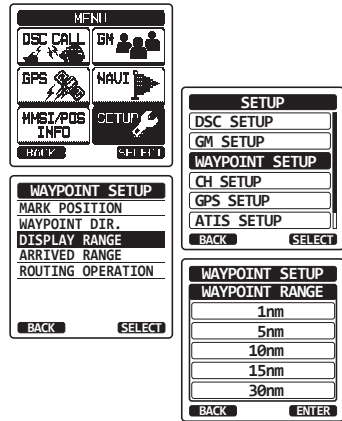 MENU
DSC CALL
GM
GPS
NAVI
MMSI/POS
INFO
SETUP
BACK
SELECT
SETUP
DSC SETUP
GM SETUP
WAYPOINT SETUP
CH SETUP
GPS SETUP
ATIS SETUP
BACK
SELECT
WAYPOINT SETUP
MARK POSITION
WAYPOINT DIR.
DISPLAY RANGE
ARRIVED RANGE
ROUTING OPERATION
BACK
SELECT
WAYPOINT SETUP
WAYPOINT RANGE
1nm
5nm
10nm
15nm
30nm
BACK
ENTER